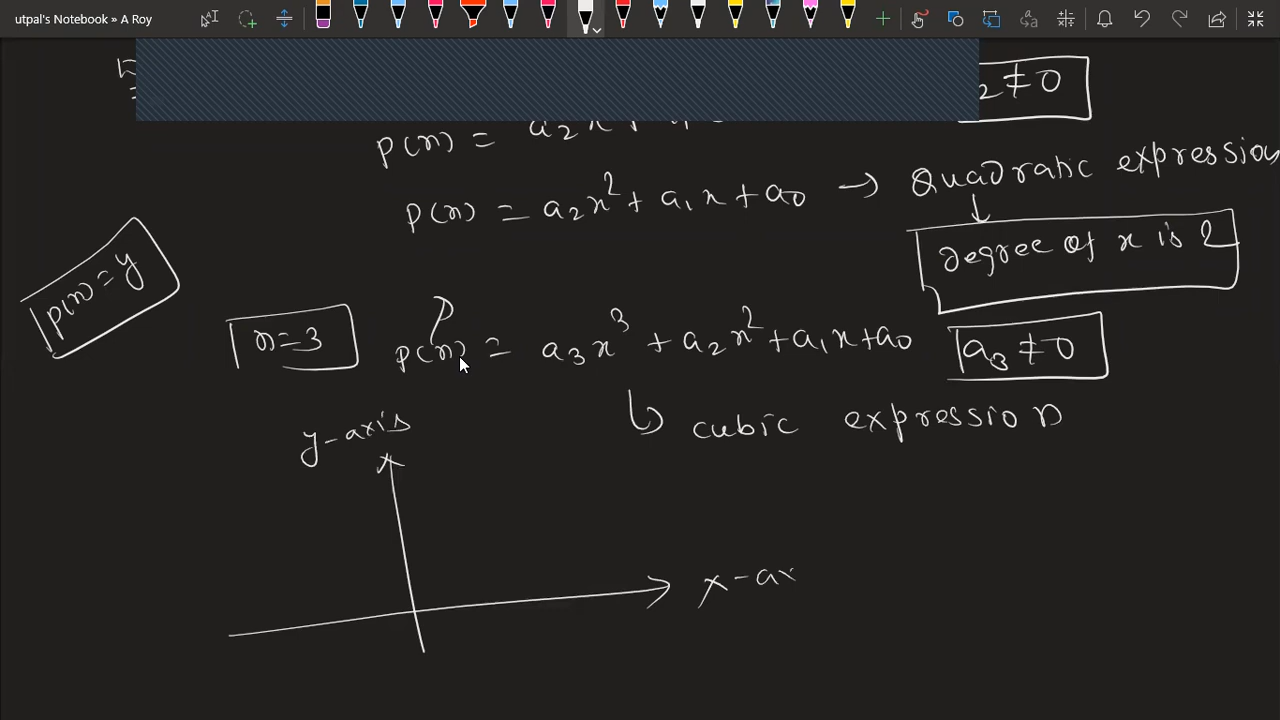 utpal's Notebook » A Roy
a₂ ≠ 0
p(x) =
p(x) = a₂x² + a₁x + a₀ → Quadratic expression
Degree of x is 2
p(x) = y
n=3 p(x) = a₃x³ + a₂x² + a₁x + a₀ a₃ ≠ 0
cubic expression
y-axis
x-ax